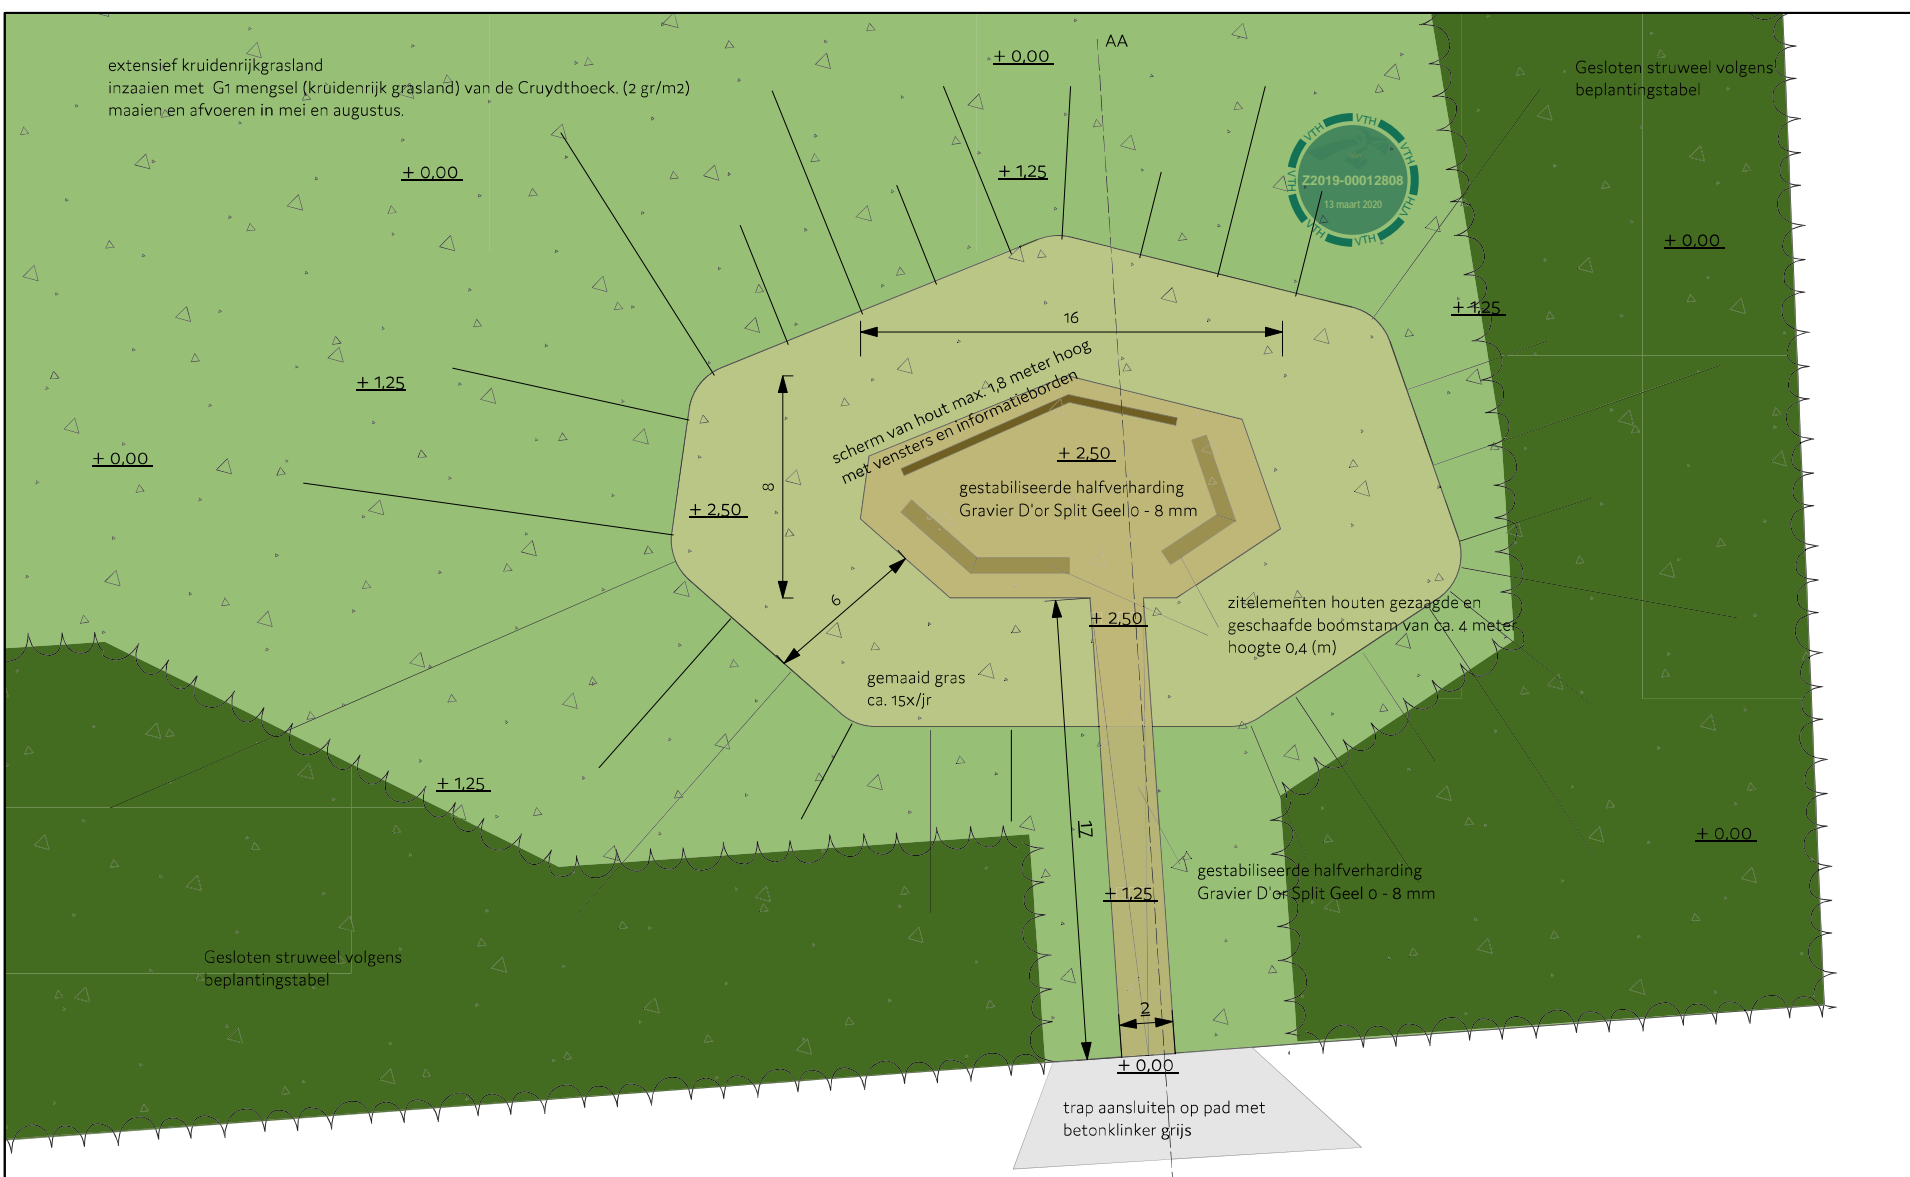 extensief kruidenrijkgrasland
inzaaien met G1 mengsel (kruidenrijk grasland) van de Cruydthoeck. (2 gr/m2)
maaien en afvoeren in mei en augustus.
+ 0,00
AA
Gesloten struweel volgens
beplantingstabel
+ 0,00
+ 1,25
VTH
VTH
VTH
VTH
VTH
VTH
VTH
Z2019-00012808
13 maart 2020
+ 0,00
+ 1,25
16
scherm van hout max. 1,8 meter hoog
met vensters en informatieborden
+ 1,25
+ 0,00
8
+ 2,50
+ 2,50
gestabiliseerde halfverharding
Gravier D'or Split Geel 0 - 8 mm
6
+ 2,50
zitelementen houten gezaagde en
geschaafde boomstam van ca. 4 meter
hoogte 0,4 (m)
gemaaid gras
ca. 15x/jr
+ 1,25
17
+ 0,00
gestabiliseerde halfverharding
Gravier D'or Split Geel 0 - 8 mm
+ 1,25
Gesloten struweel volgens
beplantingstabel
2
+ 0,00
trap aansluiten op pad met
betonklinker grijs